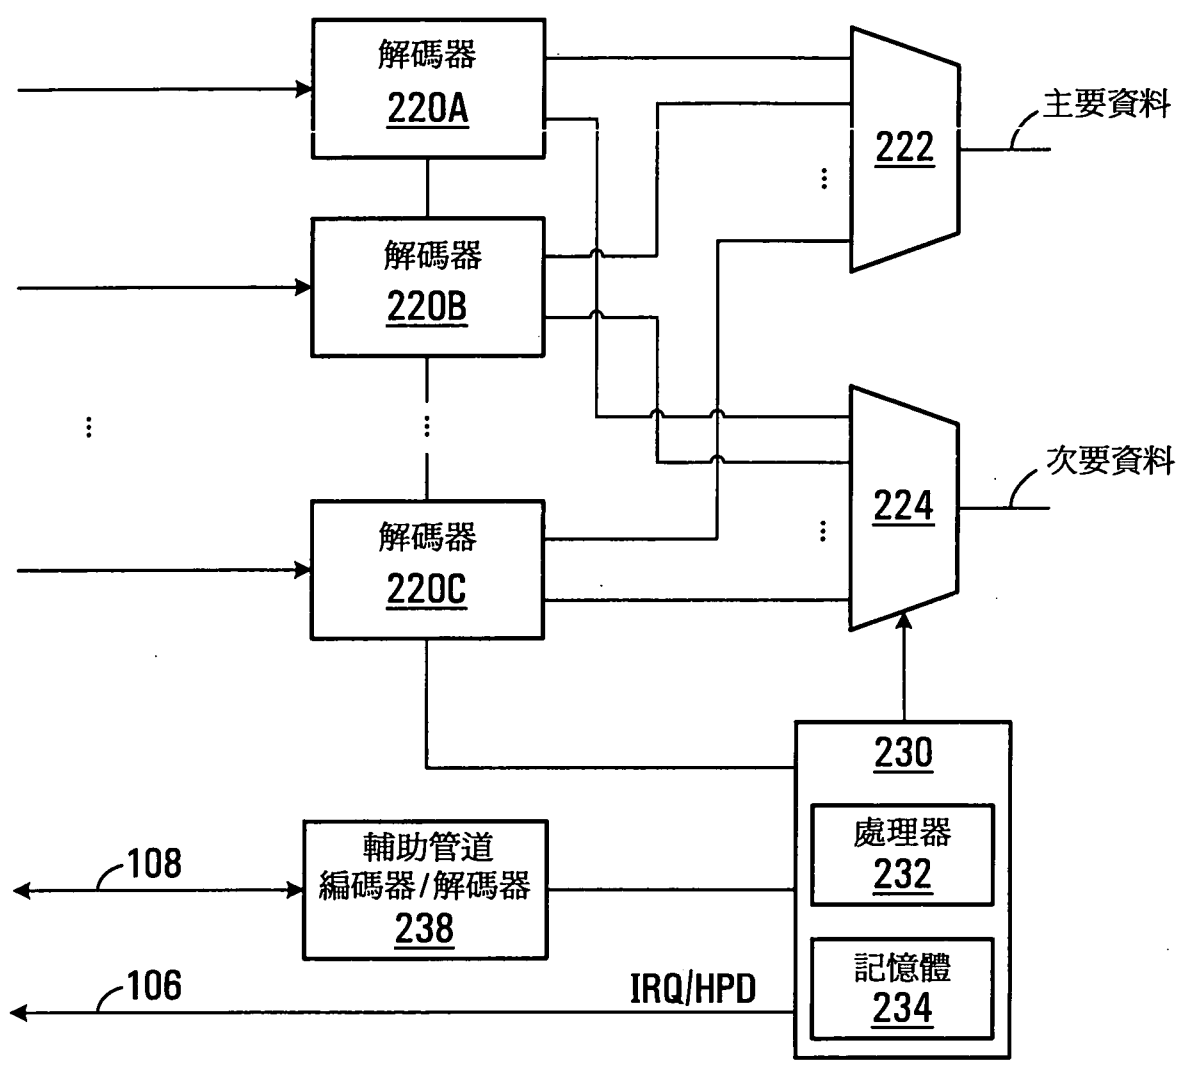 解碼器
220A
222
主要資料
解碼器
220B
224
次要資料
解碼器
220C
230
處理器
232
記憶體
234
輔助管道
編碼器/解碼器
238
108
106
IRQ/HPD